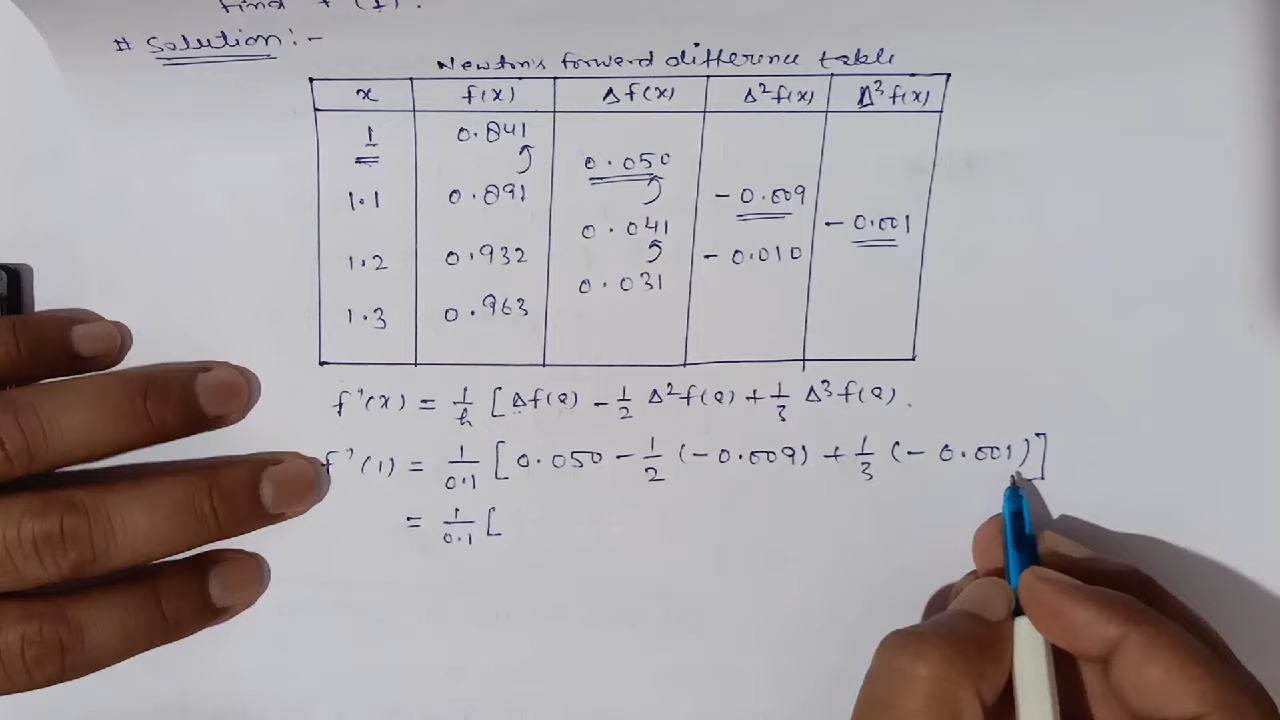 find f'(1).
# Solution:-
Newton's forward difference table
x f(x) Δf(x) Δ²f(x) Δ³f(x)
1 0.841
0.050
1.1 0.891 -0.009
0.041 -0.001
1.2 0.932 -0.010
0.031
1.3 0.963
f'(x) = 1/h [Δf(a) - 1/2 Δ²f(a) + 1/3 Δ³f(a).
f'(1) = 1/0.1 [0.050 - 1/2 (-0.009) + 1/3 (-0.001)]
= 1/0.1 [